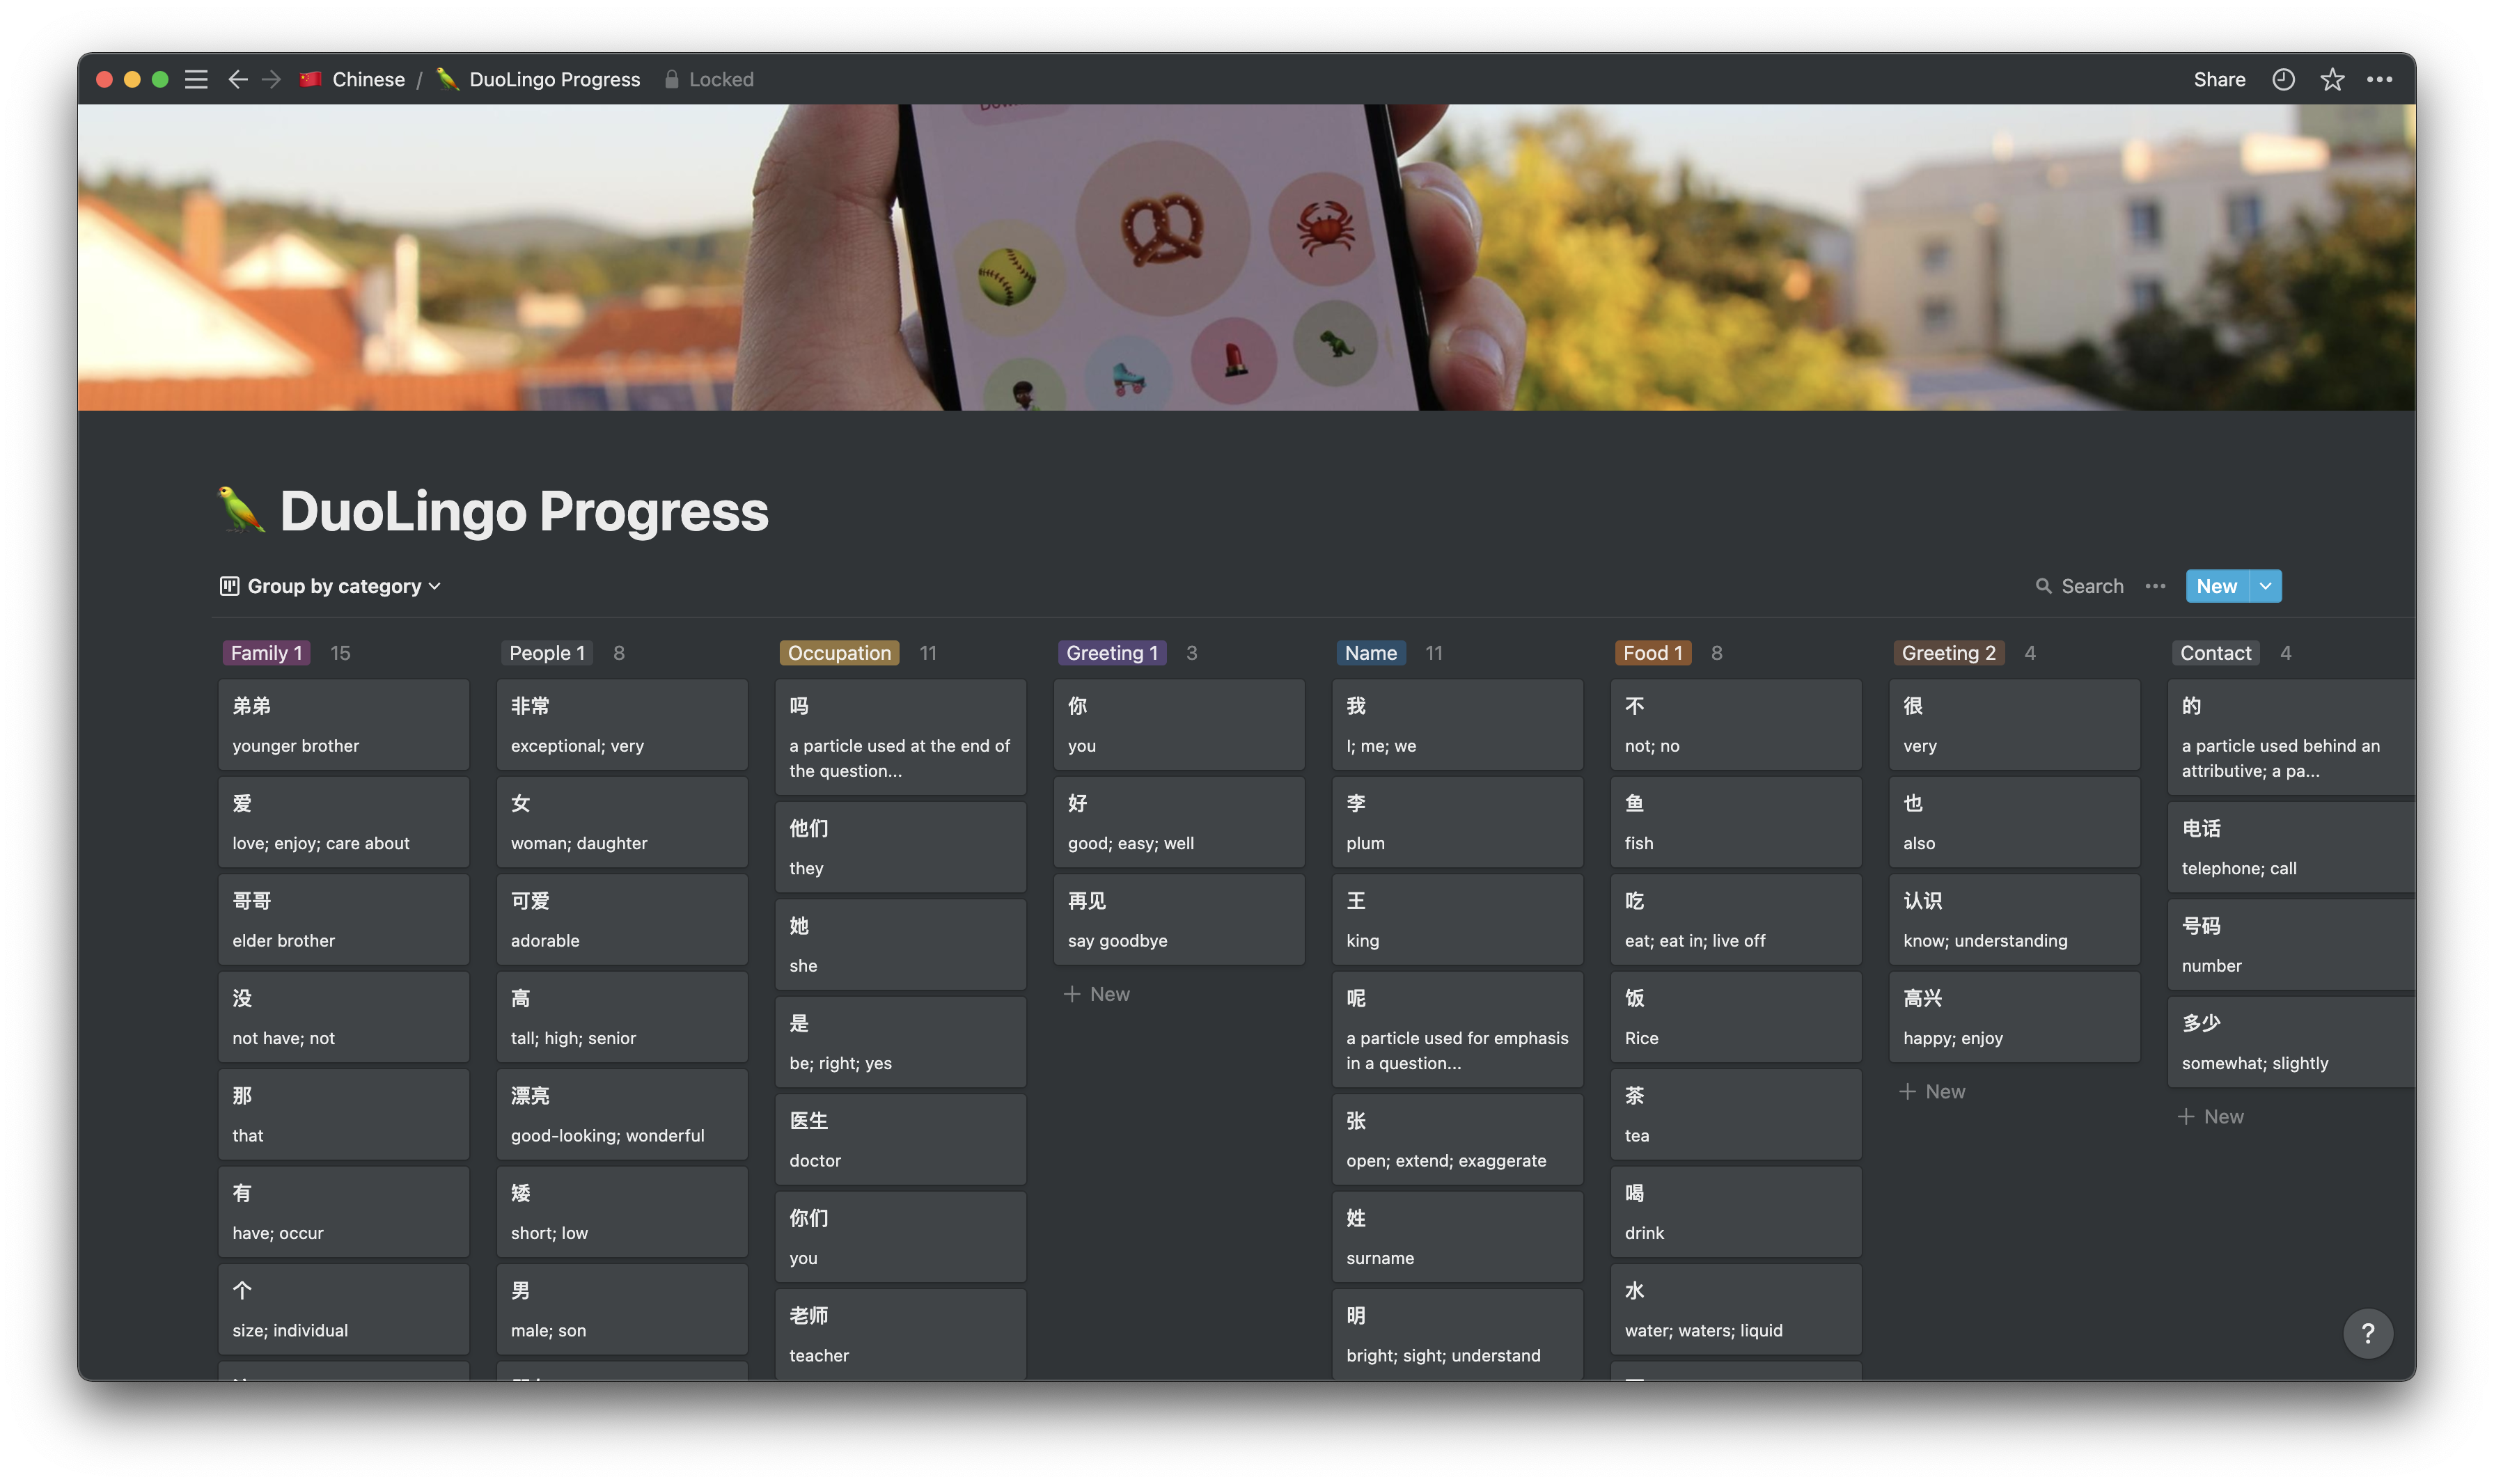 Chinese / DuoLingo Progress Locked
Share
DuoLingo Progress
Group by category
Search
New
Family 1 15
弟弟
younger brother
爱
love; enjoy; care about
哥哥
elder brother
没
not have; not
那
that
有
have; occur
个
size; individual
People 1 8
非常
exceptional; very
女
woman; daughter
可爱
adorable
高
tall; high; senior
漂亮
good-looking; wonderful
矮
short; low
男
male; son
Occupation 11
吗
a particle used at the end of
the question...
他们
they
她
she
是
be; right; yes
医生
doctor
你们
you
老师
teacher
Greeting 1 3
你
you
好
good; easy; well
再见
say goodbye
+ New
Name 11
我
I; me; we
李
plum
王
king
呢
a particle used for emphasis
in a question...
张
open; extend; exaggerate
姓
surname
明
bright; sight; understand
Food 1 8
不
not; no
鱼
fish
吃
eat; eat in; live off
饭
Rice
茶
tea
喝
drink
水
water; waters; liquid
Greeting 2 4
很
very
也
also
认识
know; understanding
高兴
happy; enjoy
+ New
Contact 4
的
a particle used behind an
attributive; a pa...
电话
telephone; call
号码
number
多少
somewhat; slightly
+ New
?